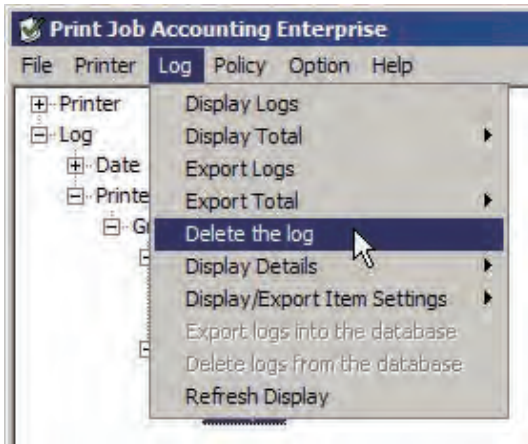 Print Job Accounting Enterprise
File Printer Log Policy Option Help
Printer
Log
Date
Display Logs
Display Total
Export Logs
Export Total
Delete the log
Display Details
Display/Export Item Settings
Export logs into the database
Delete logs from the database
Refresh Display